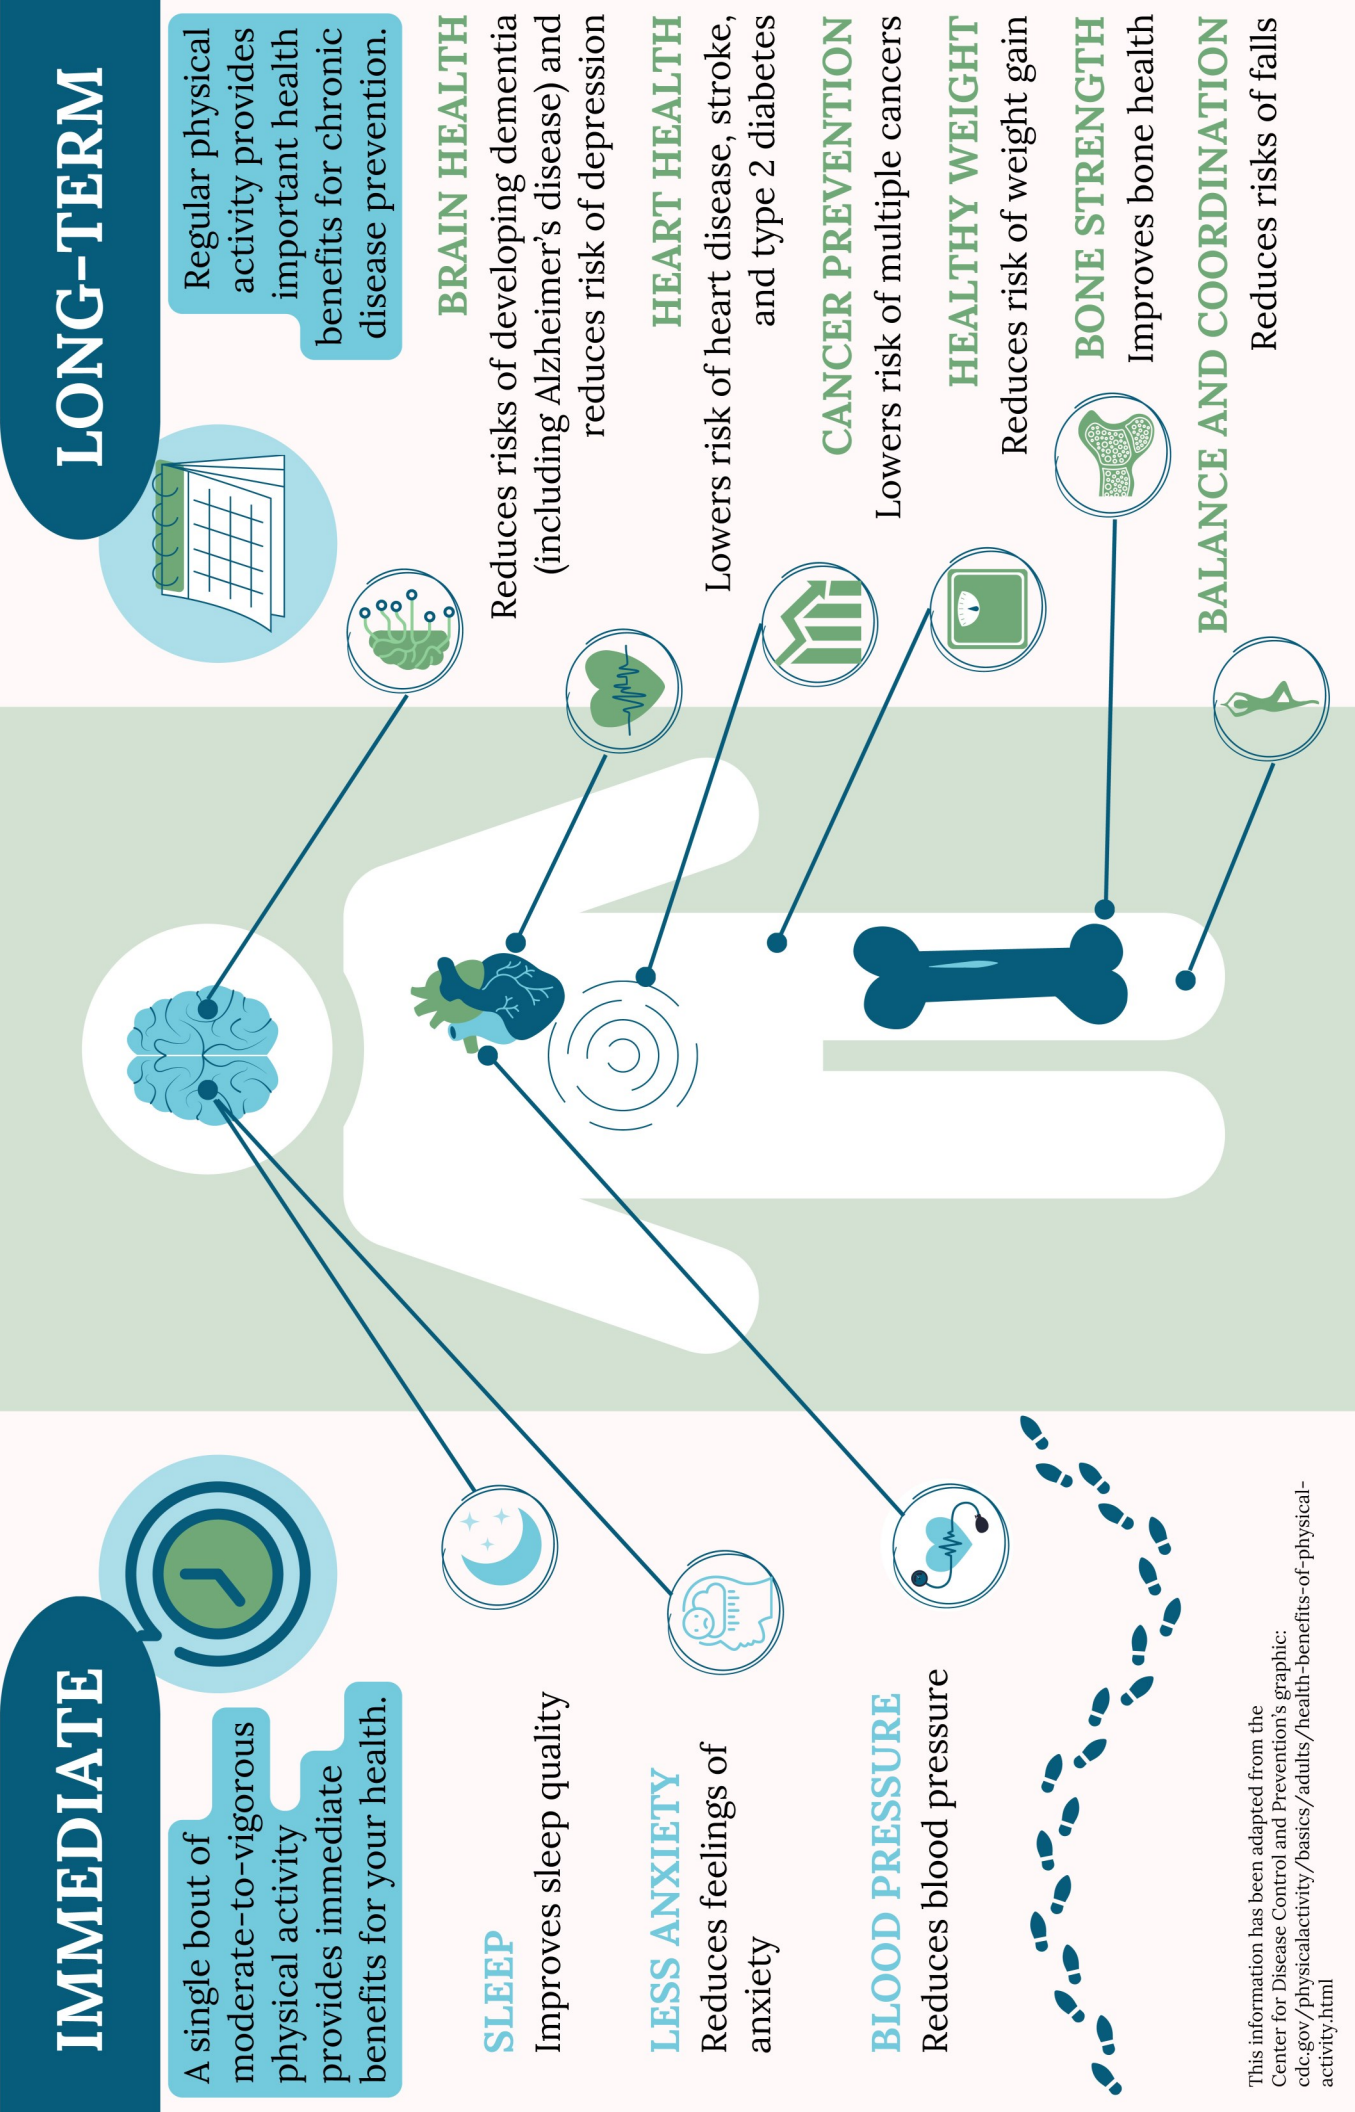 IMMEDIATE
A single bout of
moderate-to-vigorous
physical activity
provides immediate
benefits for your health.
SLEEP
Improves sleep quality
LESS ANXIETY
Reduces feelings of
anxiety
BLOOD PRESSURE
Reduces blood pressure
This information has been adapted from the
Center for Disease Control and Prevention's graphic:
cdc.gov/physicalactivity/basics/adults/health-benefits-of-physical-
activity.html
LONG-TERM
Regular physical
activity provides
important health
benefits for chronic
disease prevention.
BRAIN HEALTH
Reduces risks of developing dementia
(including Alzheimer's disease) and
reduces risk of depression
HEART HEALTH
Lowers risk of heart disease, stroke,
and type 2 diabetes
CANCER PREVENTION
Lowers risk of multiple cancers
HEALTHY WEIGHT
Reduces risk of weight gain
BONE STRENGTH
Improves bone health
BALANCE AND COORDINATION
Reduces risks of falls